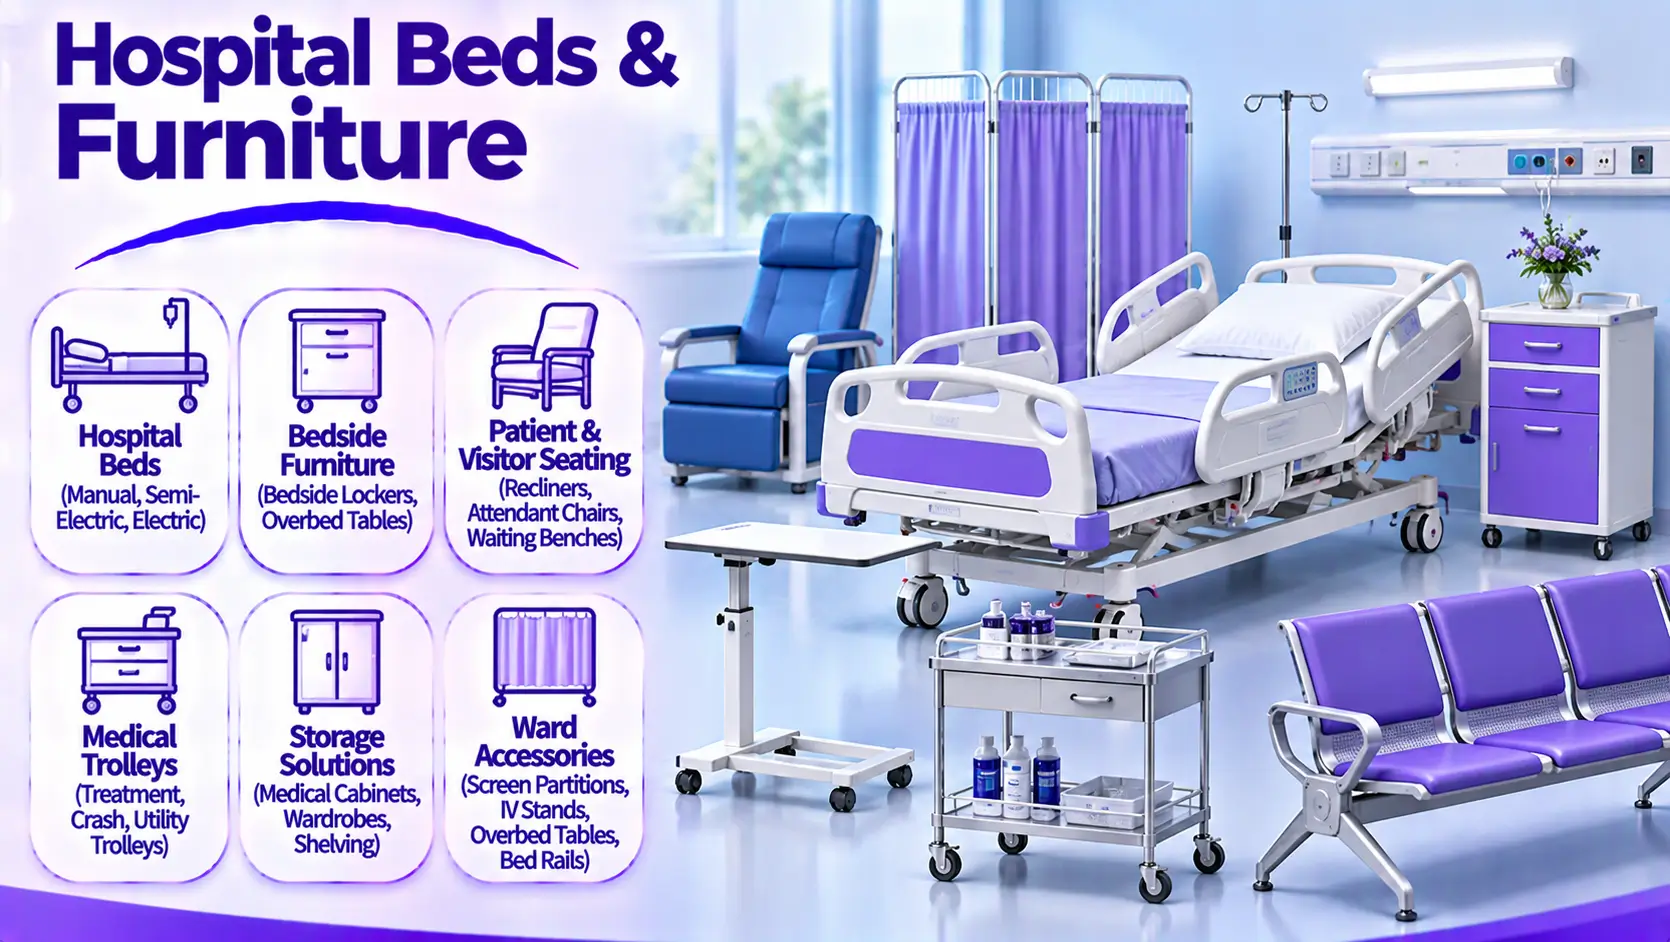 Hospital Beds &
Furniture
Hospital
Beds
(Manual, Semi-
Electric, Electric)
Bedside
Furniture
(Bedside Lockers,
Overbed Tables)
Patient &
Visitor Seating
(Recliners,
Attendant Chairs,
Waiting Benches)
Medical
Trolleys
(Treatment,
Crash, Utility
Trolleys)
Storage
Solutions
(Medical Cabinets,
Wardrobes,
Shelving)
Ward
Accessories
(Screen Partitions,
IV Stands,
Overbed Tables,
Bed Rails)